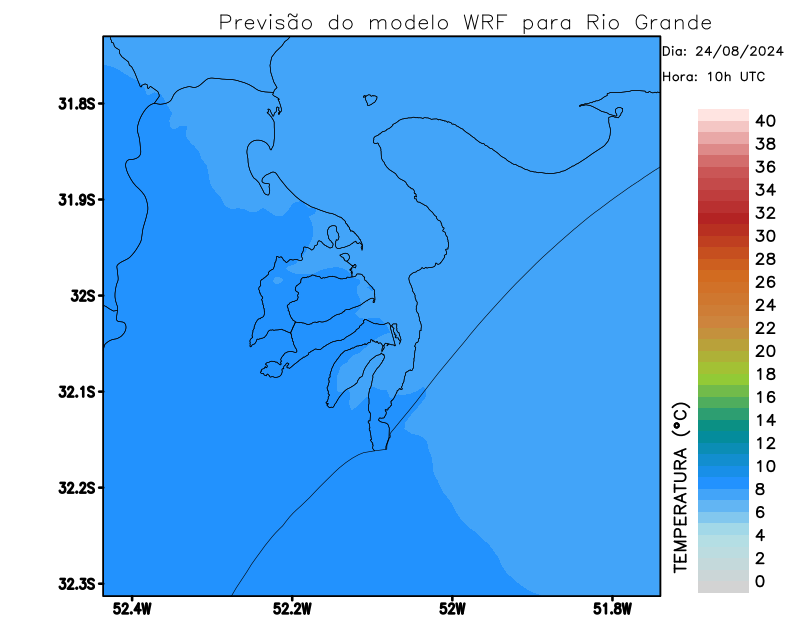 Previsão do modelo WRF para Rio Grande
Dia: 24/08/2024
Hora: 10h UTC
31.8S
31.9S
32S
32.1S
32.2S
32.3S
52.4W
52.2W
52W
51.8W
TEMPERATURA (°C)
40
38
36
34
32
30
28
26
24
22
20
18
16
14
12
10
8
6
4
2
0